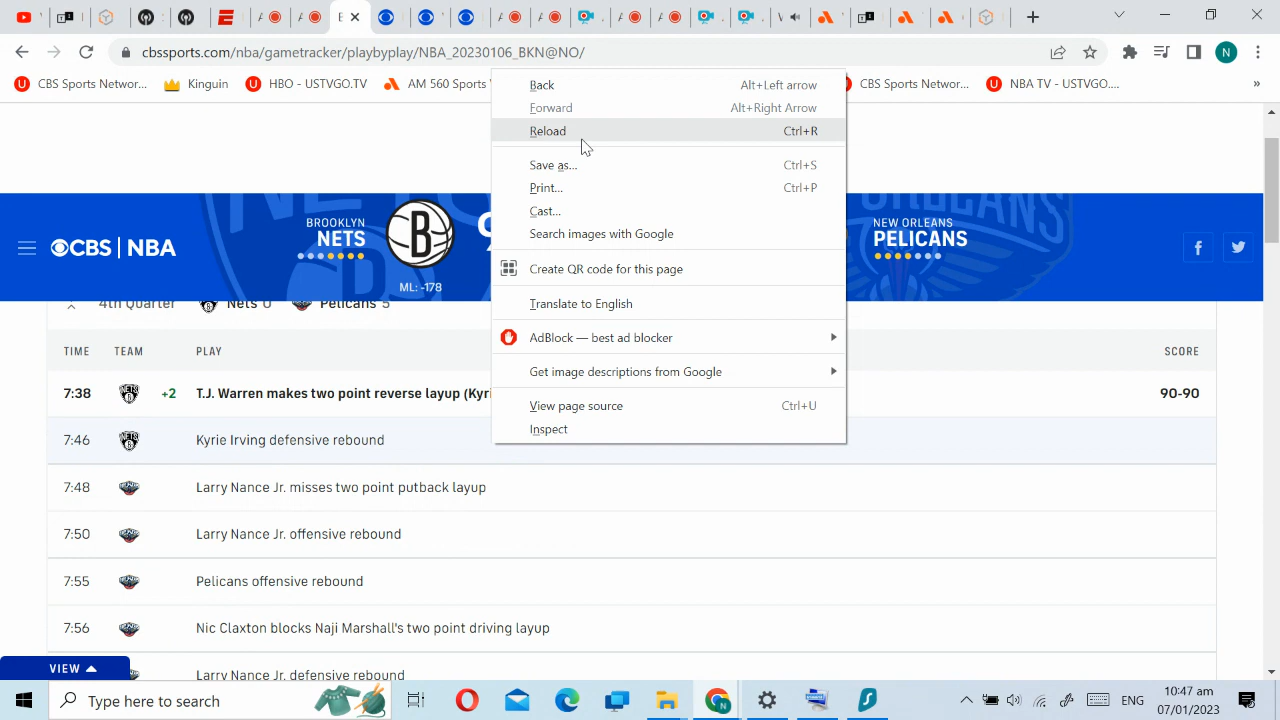 cbssports.com/nba/gametracker/playbyplay/NBA_20230106_BKN@NO/
N
CBS Sports Networ...
Kinguin
HBO - USTVGO.TV
AM 560 Sports
CBS Sports Networ...
NBA TV - USTVGO....
»
Back Alt+Left arrow
Forward Alt+Right Arrow
Reload Ctrl+R
Save as... Ctrl+S
Print... Ctrl+P
Cast...
Search images with Google
Create QR code for this page
Translate to English
AdBlock — best ad blocker
Get image descriptions from Google
View page source Ctrl+U
Inspect
CBS | NBA
BROOKLYN
NETS
B
ML: -178
NEW ORLEANS
PELICANS
4th Quarter Nets 0 Pelicans 5
TIME TEAM PLAY SCORE
7:38 +2 T.J. Warren makes two point reverse layup (Kyri 90-90
7:46 Kyrie Irving defensive rebound
7:48 Larry Nance Jr. misses two point putback layup
7:50 Larry Nance Jr. offensive rebound
7:55 Pelicans offensive rebound
7:56 Nic Claxton blocks Naji Marshall's two point driving layup
Larry Nance Jr. defensive rebound
VIEW
Type here to search
ENG
10:47 am
07/01/2023